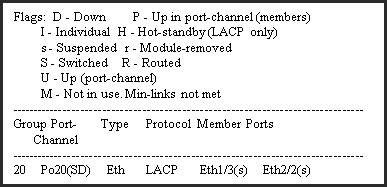 Flags: D - Down P - Up in port-channel (members)
I - Individual H - Hot-standby (LACP only)
s - Suspended r - Module-removed
S - Switched R - Routed
U - Up (port-channel)
M - Not in use. Min-links not met
--------------------------------------------------------------------------------
Group Port- Type Protocol Member Ports
Channel
--------------------------------------------------------------------------------
20 Po20(SD) Eth LACP Eth1/3(s) Eth2/2(s)